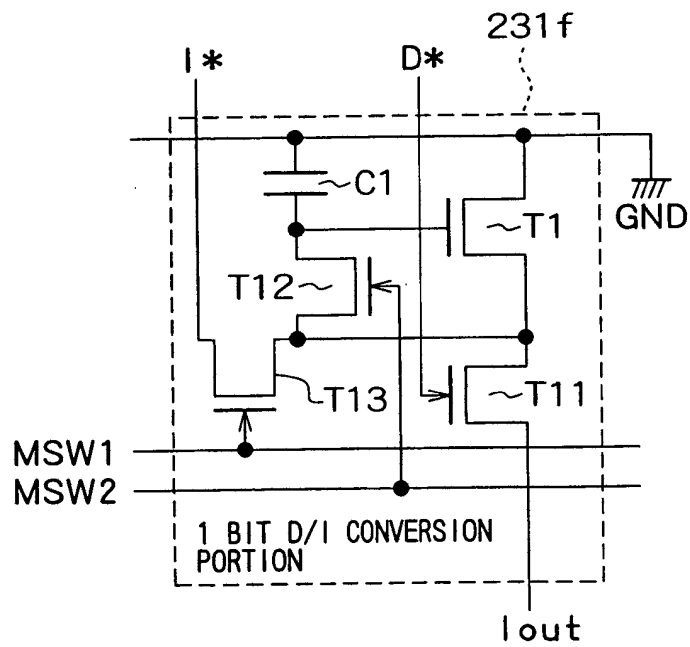 231f
I*
D*
C1
T1
GND
T12
T13
T11
MSW1
MSW2
1 BIT D/I CONVERSION
PORTION
Iout